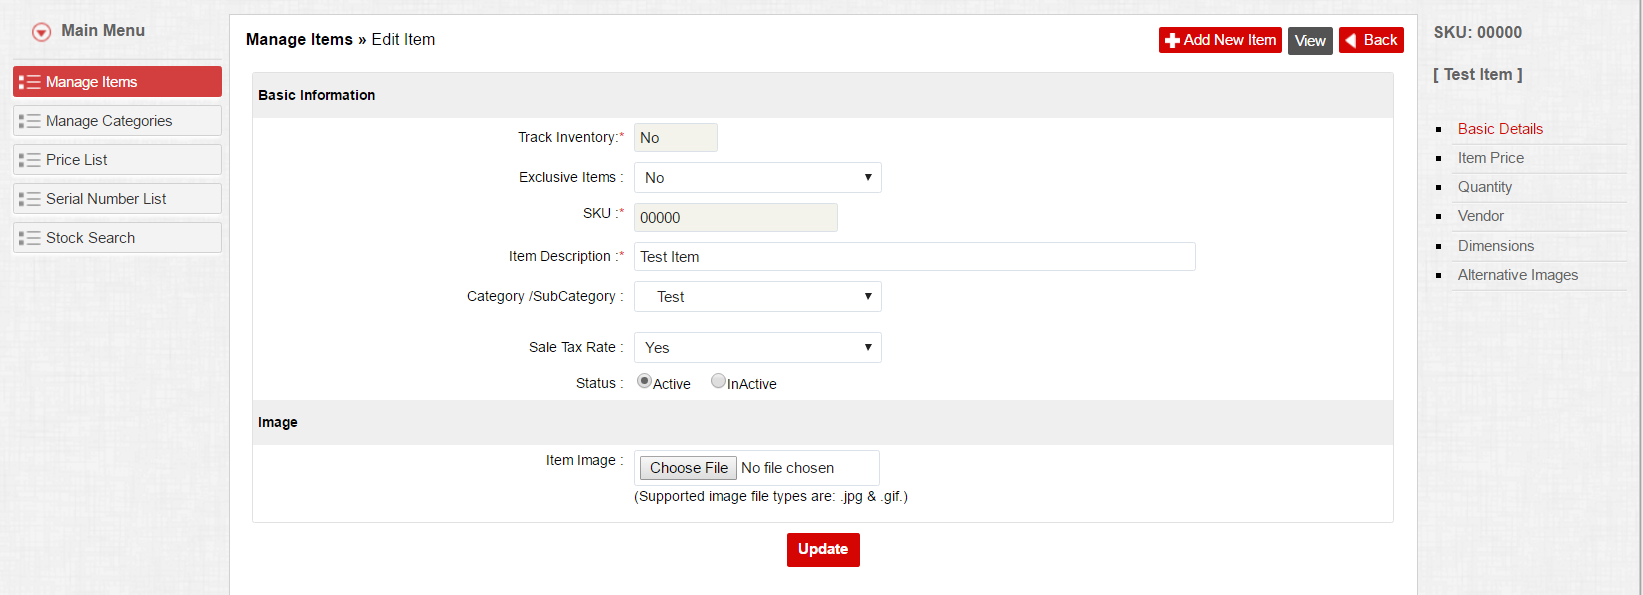 Main Menu
Manage Items
Manage Categories
Price List
Serial Number List
Stock Search
Manage Items » Edit Item
Add New Item
View
Back
Basic Information
Track Inventory:* No
Exclusive Items : No
SKU :* 00000
Item Description :* Test Item
Category /SubCategory : Test
Sale Tax Rate : Yes
Status : Active InActive
Image
Item Image : Choose File No file chosen
(Supported image file types are: .jpg & .gif.)
Update
SKU: 00000
[ Test Item ]
Basic Details
Item Price
Quantity
Vendor
Dimensions
Alternative Images